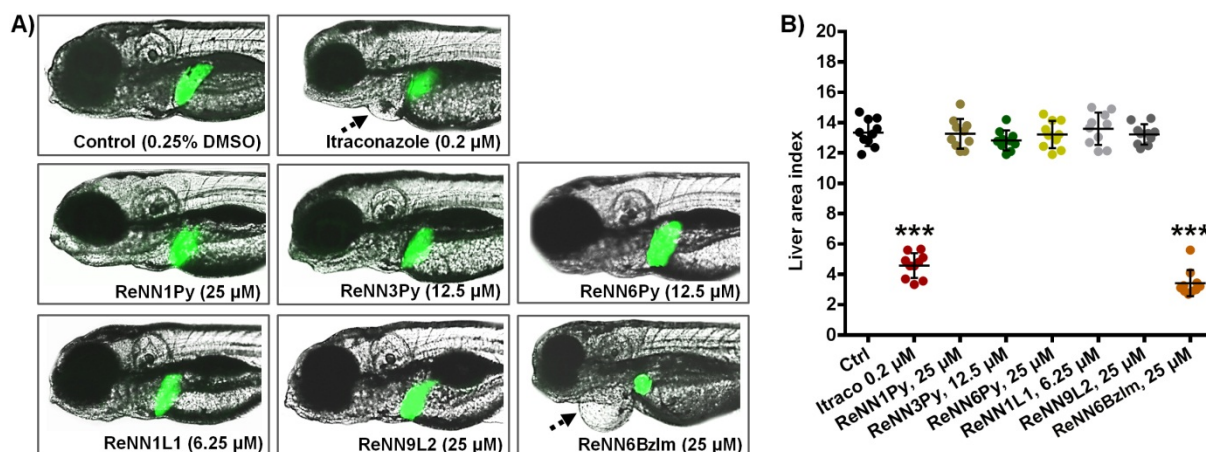 A)
Control (0.25% DMSO)
Itraconazole (0.2 µM)
ReNN1Py (25 µM)
ReNN3Py (12.5 µM)
ReNN6Py (12.5 µM)
ReNN1L1 (6.25 µM)
ReNN9L2 (25 µM)
ReNN6BzIm (25 µM)
B)
Liver area index
20
18
16
14
12
10
8
6
4
2
0
***
***
Ctrl
Itraco 0.2 µM
ReNN1Py, 25 µM
ReNN3Py, 12.5 µM
ReNN6Py, 25 µM
ReNN1L1, 6.25 µM
ReNN9L2, 25 µM
ReNN6BzIm, 25 µM